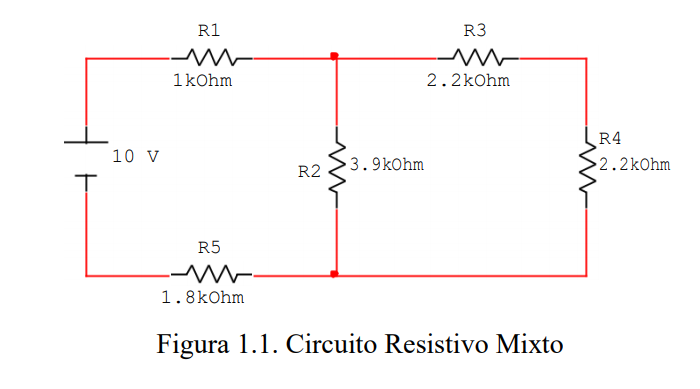 R1
1kOhm
R3
2.2kOhm
10 V
R2
3.9kOhm
R4
2.2kOhm
R5
1.8kOhm
Figura 1.1. Circuito Resistivo Mixto